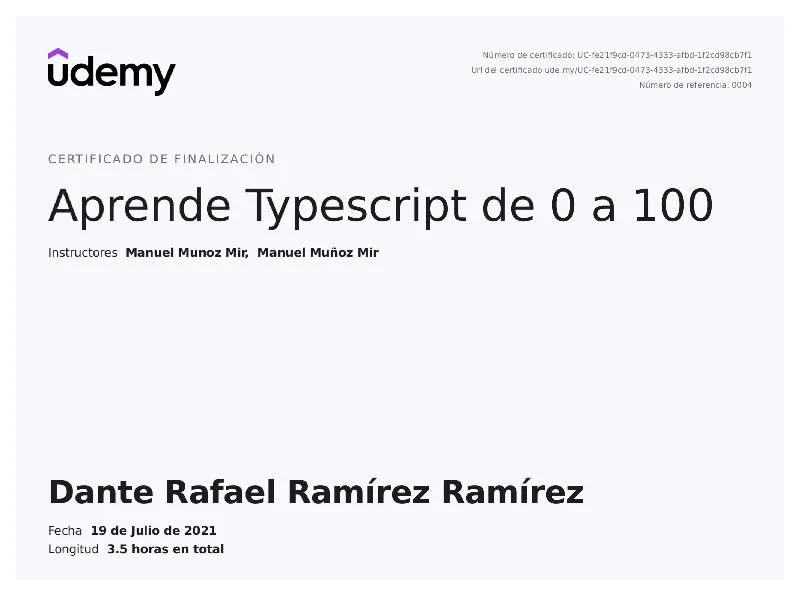 udemy
Número de certificado: UC-fe21f9cd-0473-4333-afbd-1f2cd98cb7f1
Url del certificado ude.my/UC-fe21f9cd-0473-4333-afbd-1f2cd98cb7f1
Número de referencia: 0004
CERTIFICADO DE FINALIZACIÓN
Aprende Typescript de 0 a 100
Instructores Manuel Munoz Mir, Manuel Muñoz Mir
Dante Rafael Ramírez Ramírez
Fecha 19 de Julio de 2021
Longitud 3.5 horas en total